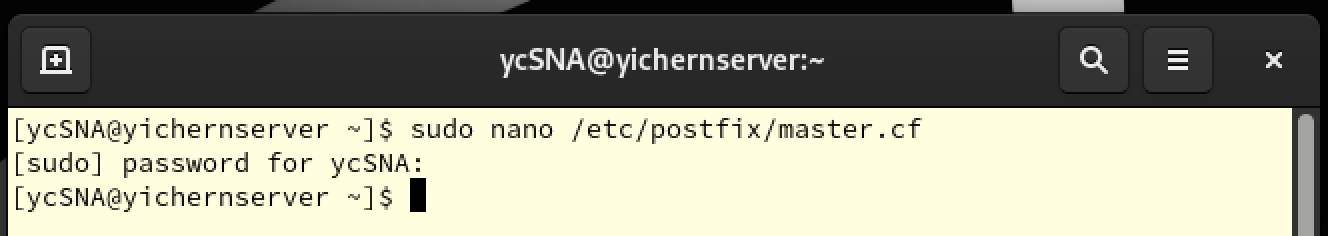 ycSNA@yichernserver:~
[ycSNA@yichernserver ~]$ sudo nano /etc/postfix/master.cf
[sudo] password for ycSNA:
[ycSNA@yichernserver ~]$